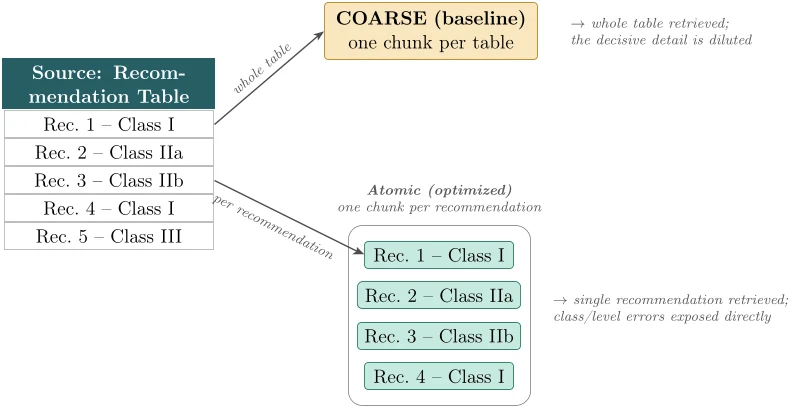 COARSE (baseline)
one chunk per table
→ whole table retrieved;
the decisive detail is diluted
whole table
Source: Recom-
mendation Table
Rec. 1 – Class I
Rec. 2 – Class IIa
Rec. 3 – Class IIb
Rec. 4 – Class I
Rec. 5 – Class III
per recommendation
Atomic (optimized)
one chunk per recommendation
Rec. 1 – Class I
Rec. 2 – Class IIa
Rec. 3 – Class IIb
Rec. 4 – Class I
→ single recommendation retrieved;
class/level errors exposed directly